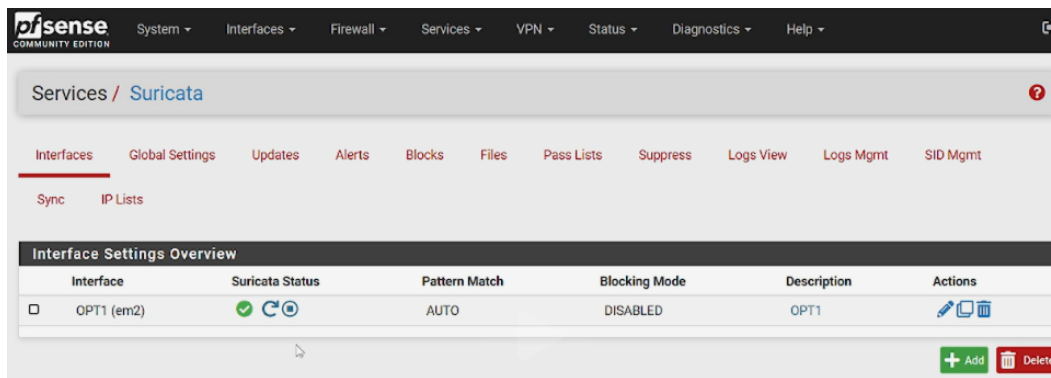 pfsense System Interfaces Firewall Services VPN Status Diagnostics Help
COMMUNITY EDITION
Services / Suricata
Interfaces Global Settings Updates Alerts Blocks Files Pass Lists Suppress Logs View Logs Mgmt SID Mgmt
Sync IP Lists
Interface Settings Overview
Interface Suricata Status Pattern Match Blocking Mode Description Actions
OPT1 (em2) AUTO DISABLED OPT1
Add Delete